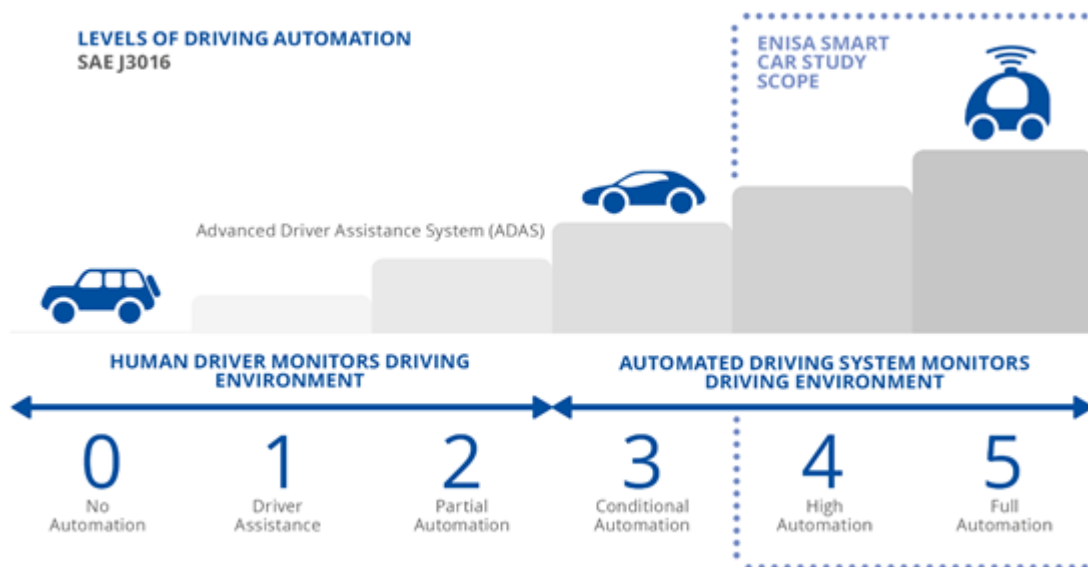 LEVELS OF DRIVING AUTOMATION
SAE J3016
ENISA SMART
CAR STUDY
SCOPE
Advanced Driver Assistance System (ADAS)
HUMAN DRIVER MONITORS DRIVING
ENVIRONMENT
AUTOMATED DRIVING SYSTEM MONITORS
DRIVING ENVIRONMENT
0
No
Automation
1
Driver
Assistance
2
Partial
Automation
3
Conditional
Automation
4
High
Automation
5
Full
Automation